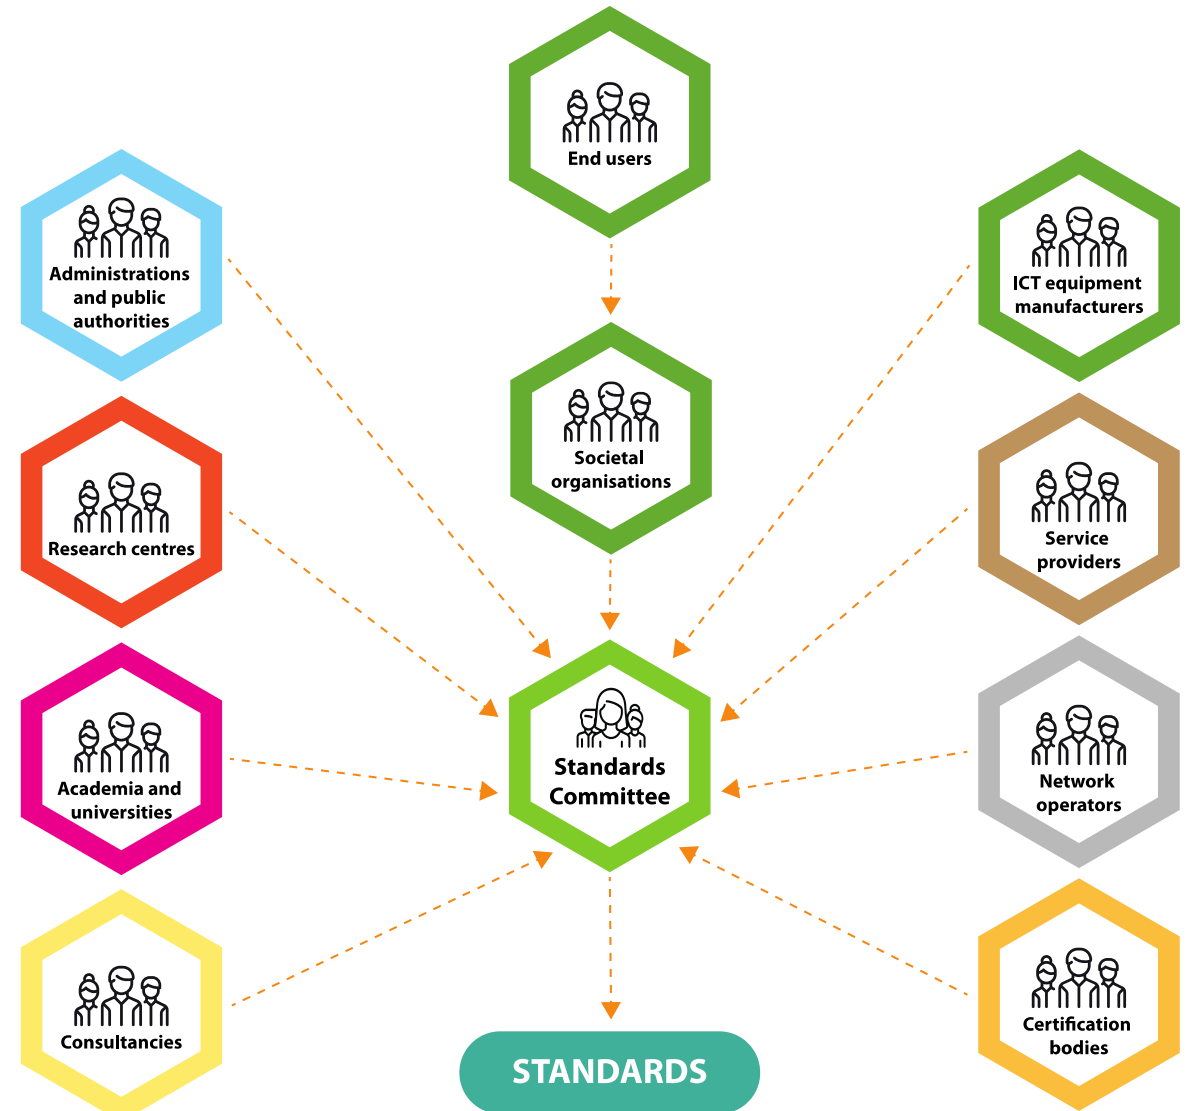 End users
Administrations
and public
authorities
ICT equipment
manufacturers
Societal
organisations
Research centres
Service
providers
Standards
Committee
Academia and
universities
Network
operators
Consultancies
Certification
bodies
STANDARDS